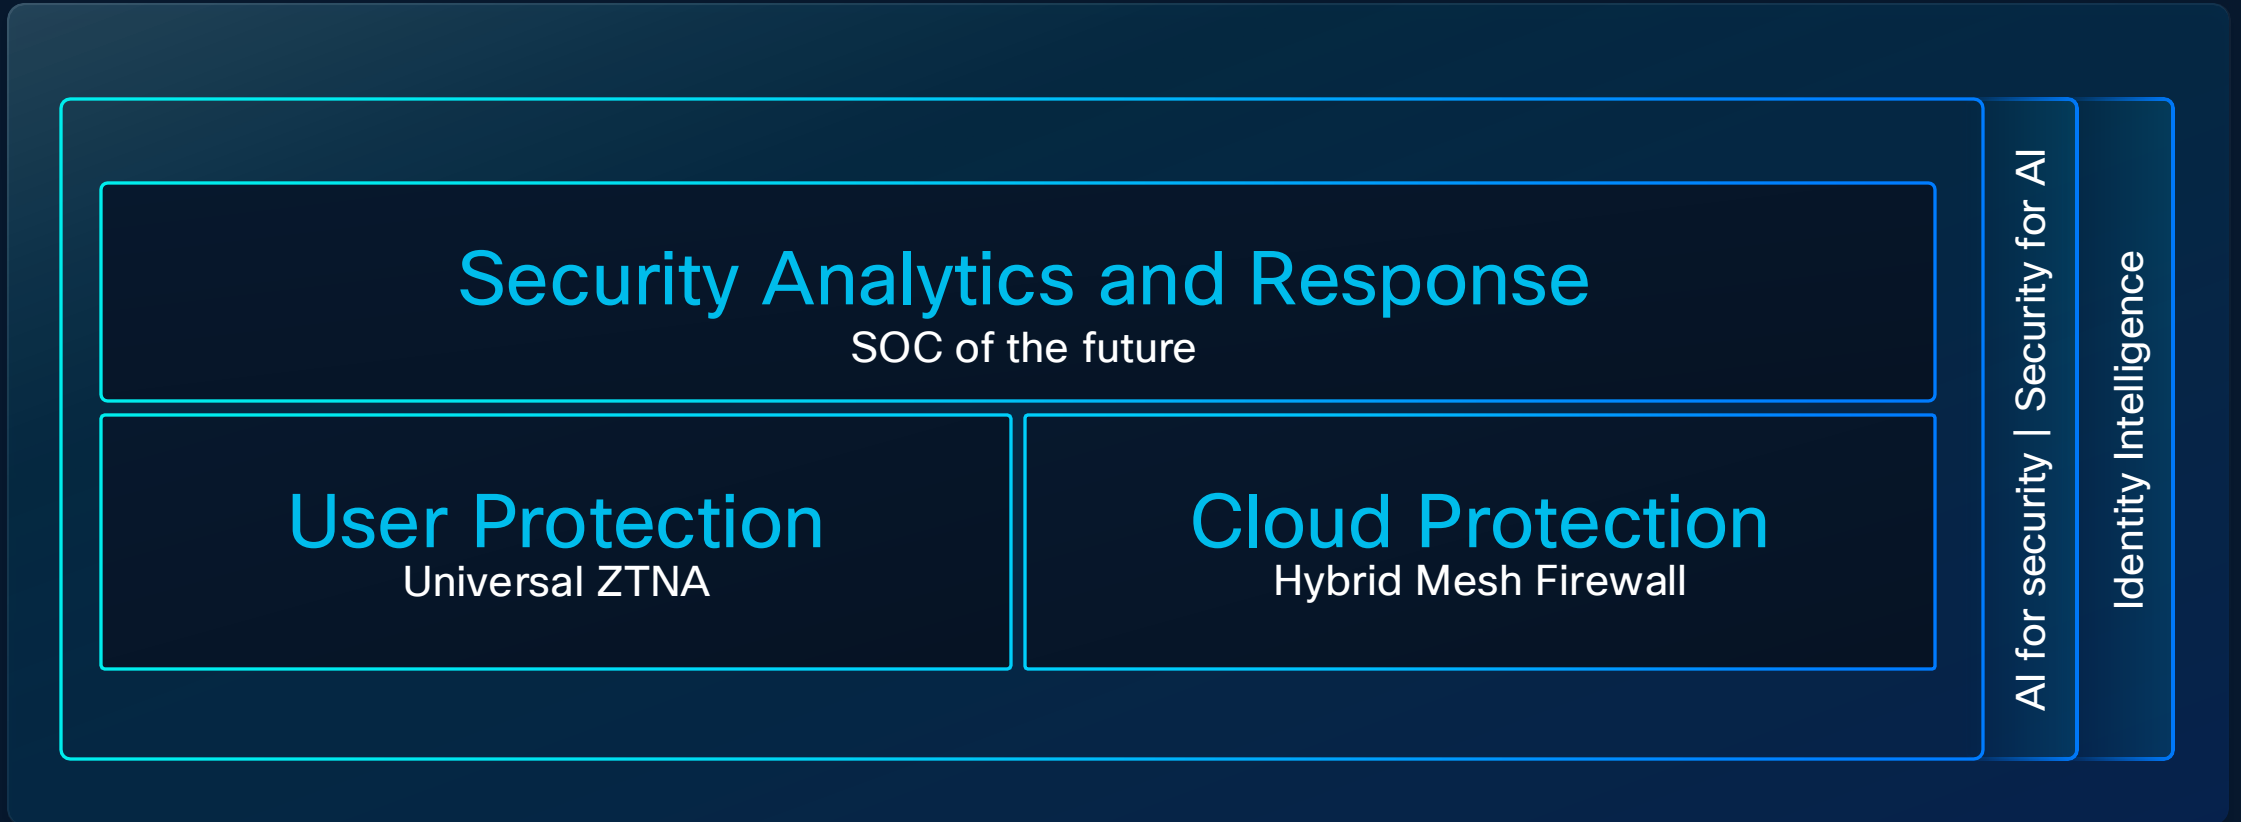 Security Analytics and Response
SOC of the future
User Protection
Universal ZTNA
Cloud Protection
Hybrid Mesh Firewall
AI for security | Security for AI
Identity Intelligence